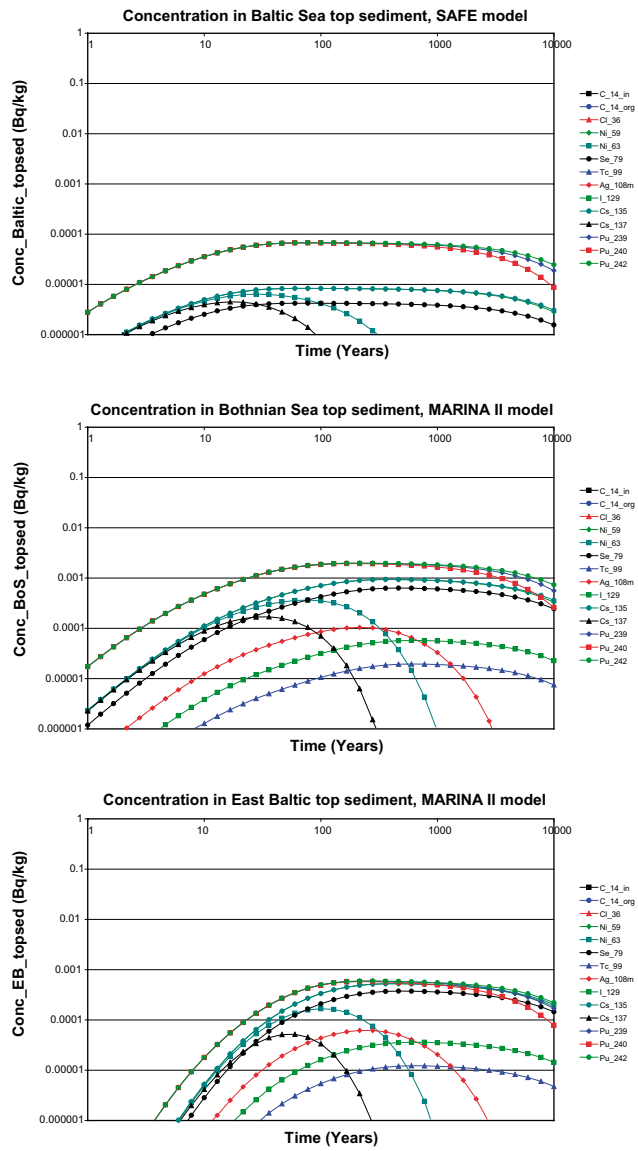 Concentration in Baltic Sea top sediment, SAFE model
1 10 100 1000 10000
0.1
0.01
0.001
0.0001
0.00001
0.000001
Conc_Baltic_topsed (Bq/kg)
Time (Years)
C_14_in
C_14_org
Cl_36
Ni_59
Ni_63
Se_79
Tc_99
Ag_108m
I_129
Cs_135
Cs_137
Pu_239
Pu_240
Pu_242
Concentration in Bothnian Sea top sediment, MARINA II model
1 10 100 1000 10000
0.1
0.01
0.001
0.0001
0.00001
0.000001
Conc_BoS_topsed (Bq/kg)
Time (Years)
C_14_in
C_14_org
Cl_36
Ni_59
Ni_63
Se_79
Tc_99
Ag_108m
I_129
Cs_135
Cs_137
Pu_239
Pu_240
Pu_242
Concentration in East Baltic top sediment, MARINA II model
1 10 100 1000 10000
0.1
0.01
0.001
0.0001
0.00001
0.000001
Conc_EB_topsed (Bq/kg)
Time (Years)
C_14_in
C_14_org
Cl_36
Ni_59
Ni_63
Se_79
Tc_99
Ag_108m
I_129
Cs_135
Cs_137
Pu_239
Pu_240
Pu_242